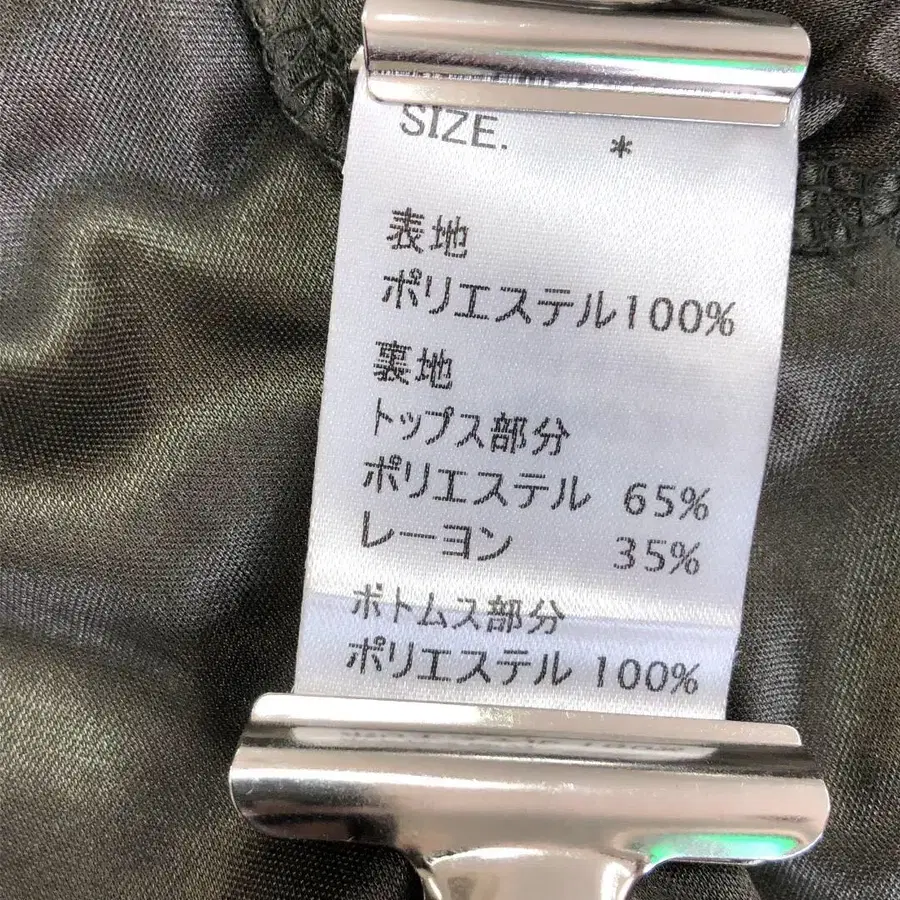 SIZE. *
表地
ポリエステル100%
裏地
トップス部分
ポリエステル 65%
レーヨン 35%
ボトムス部分
ポリエステル 100%